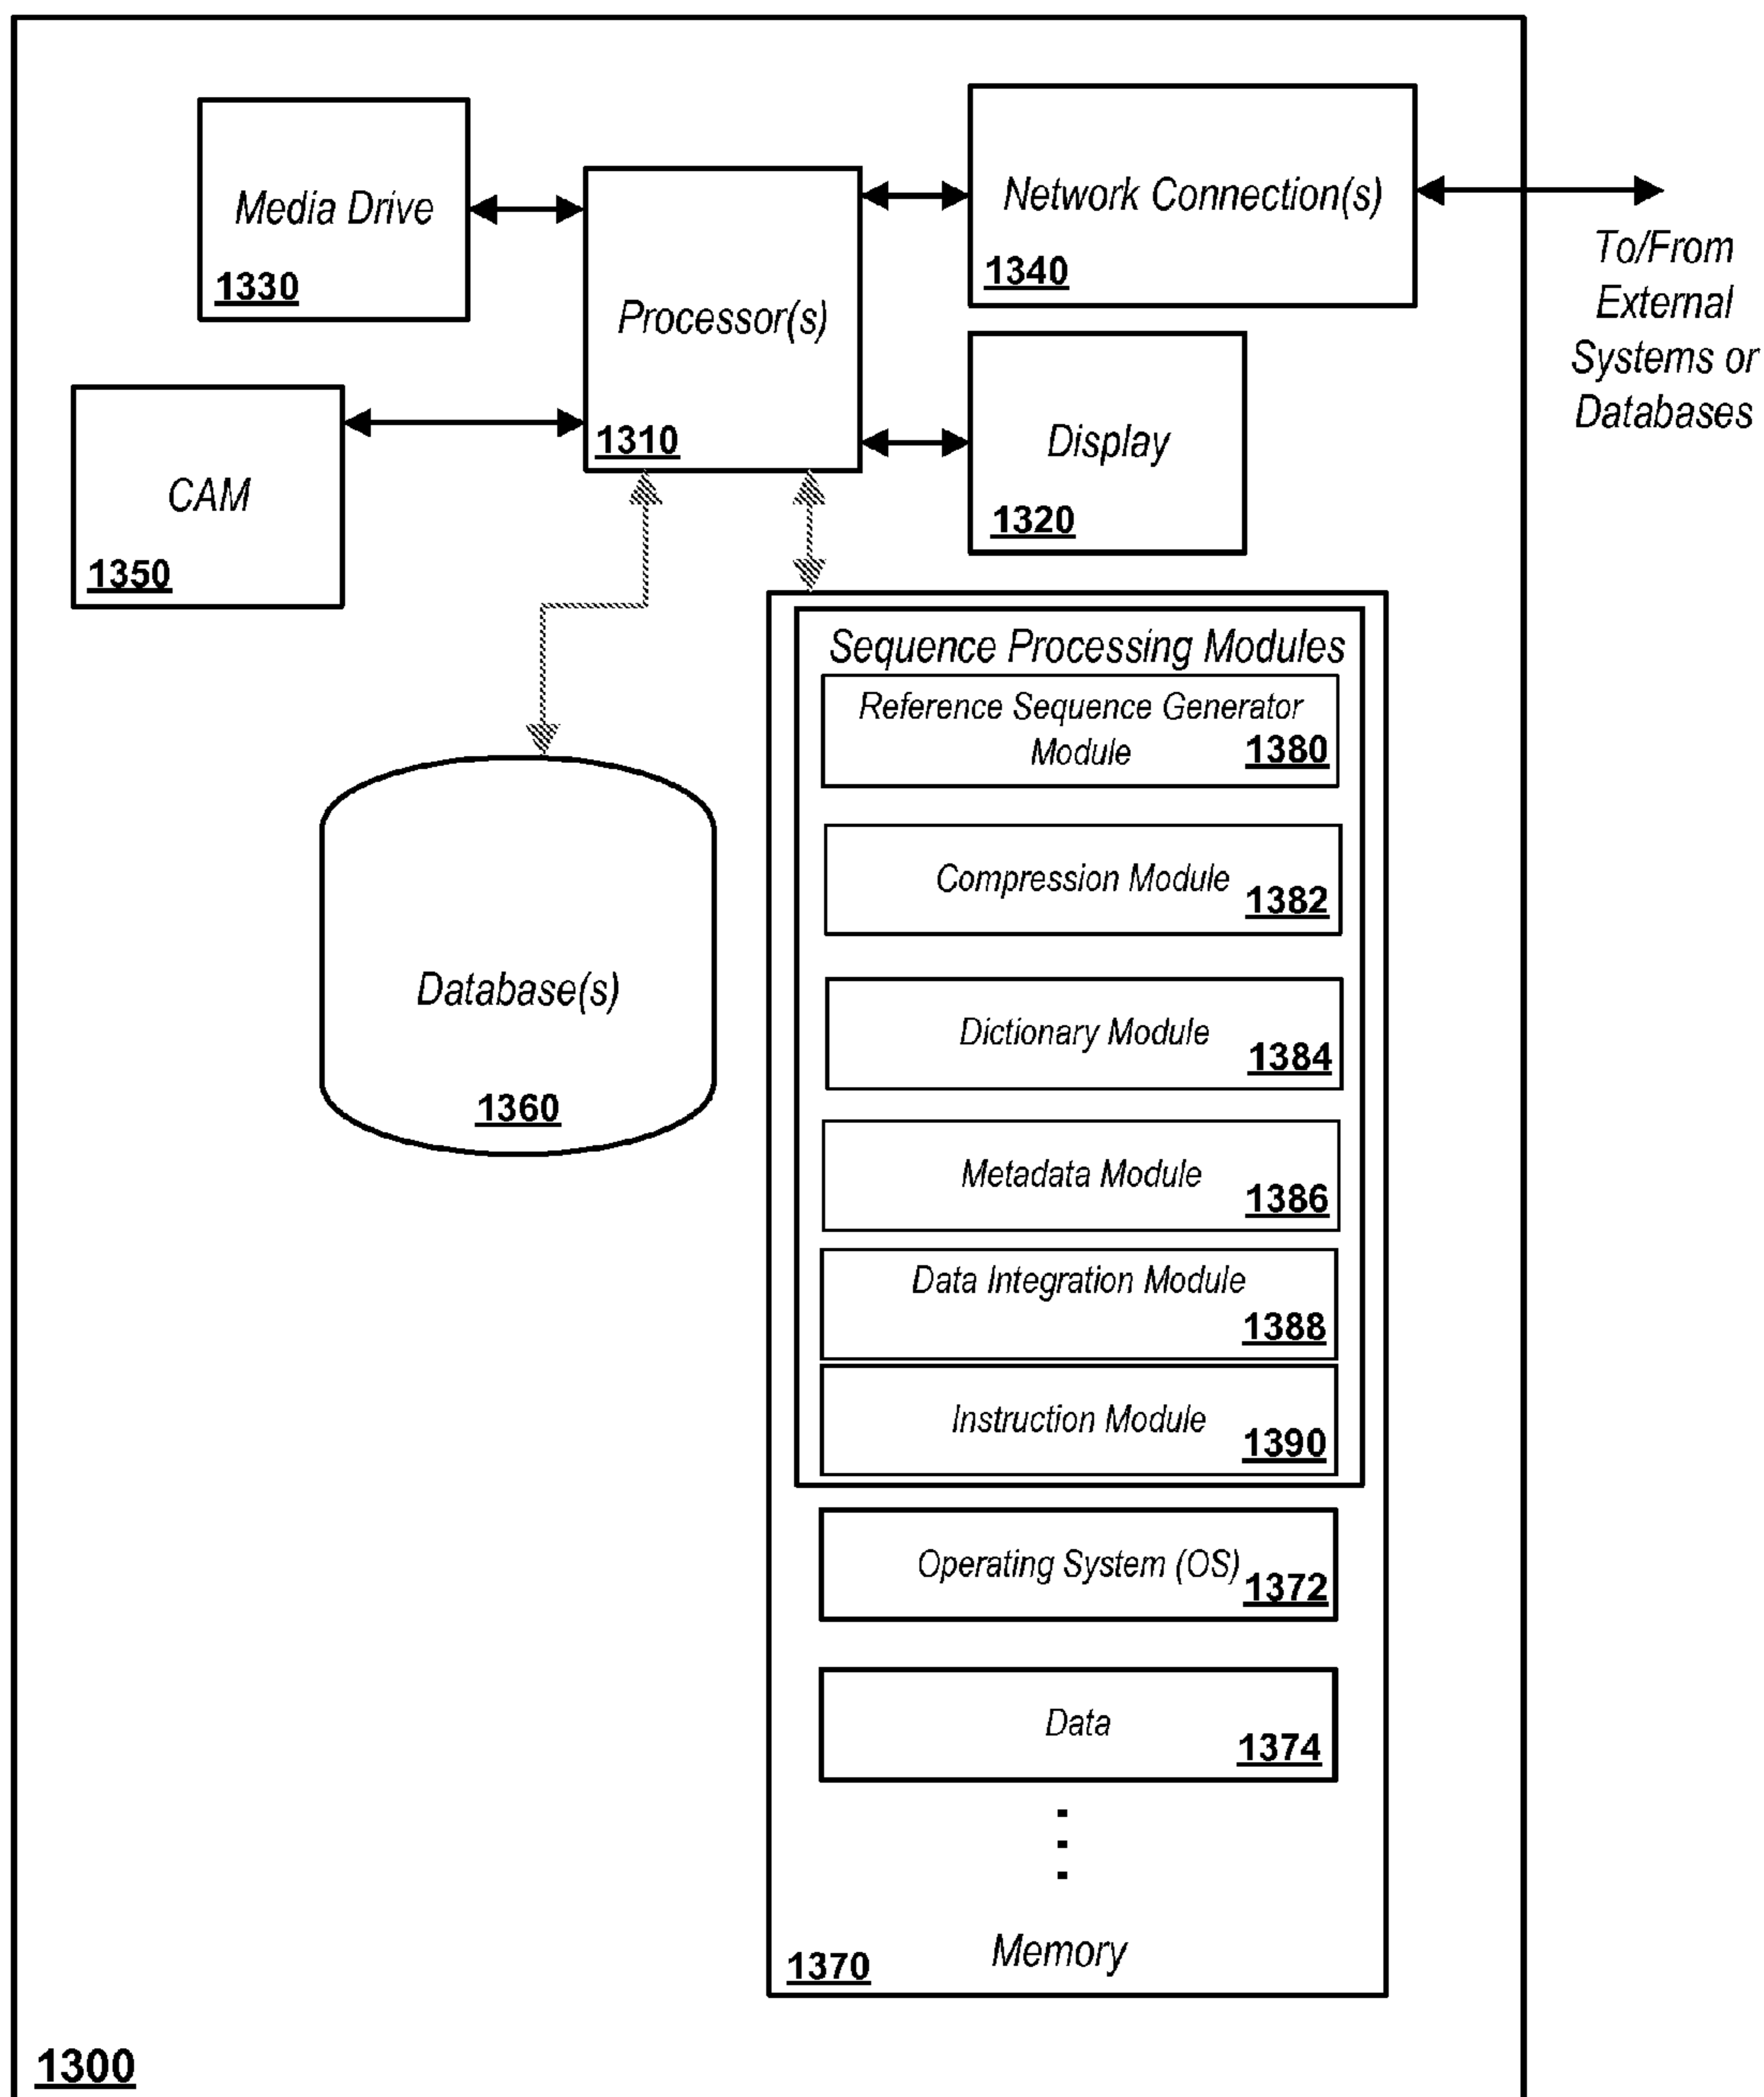 Media Drive
1330
Processor(s)
1310
Network Connection(s)
1340
To/From
External
Systems or
Databases
CAM
1350
Display
1320
Database(s)
1360
Sequence Processing Modules
Reference Sequence Generator
Module 1380
Compression Module 1382
Dictionary Module
1384
Metadata Module
1386
Data Integration Module
1388
Instruction Module
1390
Operating System (OS) 1372
Data
1374
Memory
1370
1300